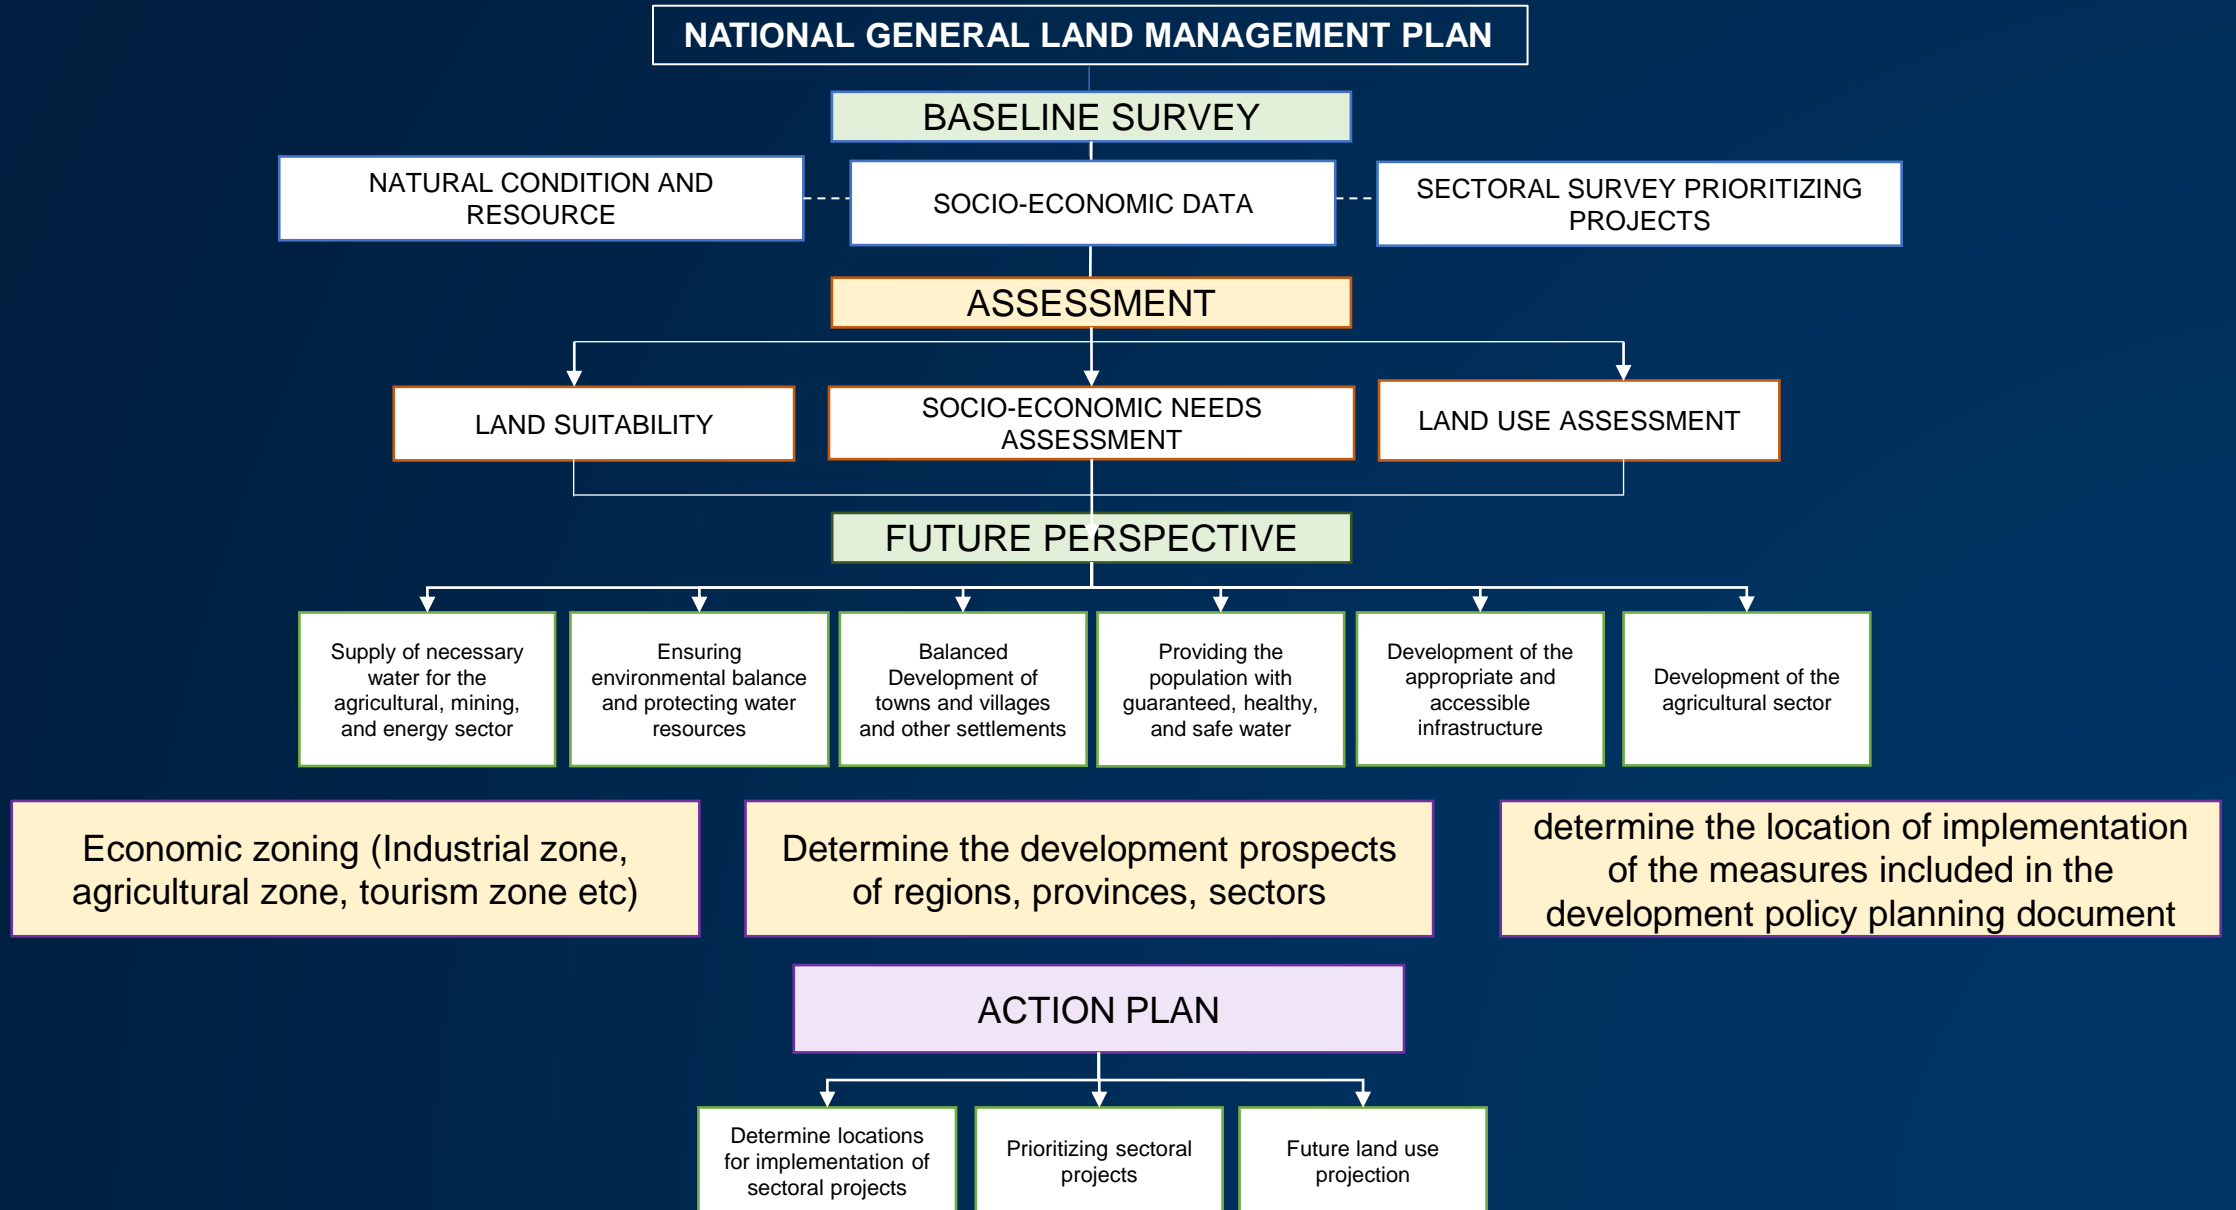 NATIONAL GENERAL LAND MANAGEMENT PLAN
BASELINE SURVEY
NATURAL CONDITION AND
RESOURCE
SOCIO-ECONOMIC DATA
SECTORAL SURVEY PRIORITIZING
PROJECTS
ASSESSMENT
LAND SUITABILITY
SOCIO-ECONOMIC NEEDS
ASSESSMENT
LAND USE ASSESSMENT
FUTURE PERSPECTIVE
Supply of necessary
water for the
agricultural, mining,
and energy sector
Ensuring
environmental balance
and protecting water
resources
Balanced
Development of
towns and villages
and other settlements
Providing the
population with
guaranteed, healthy,
and safe water
Development of the
appropriate and
accessible
infrastructure
Development of the
agricultural sector
Economic zoning (Industrial zone,
agricultural zone, tourism zone etc)
Determine the development prospects
of regions, provinces, sectors
determine the location of implementation
of the measures included in the
development policy planning document
ACTION PLAN
Determine locations
for implementation of
sectoral projects
Prioritizing sectoral
projects
Future land use
projection